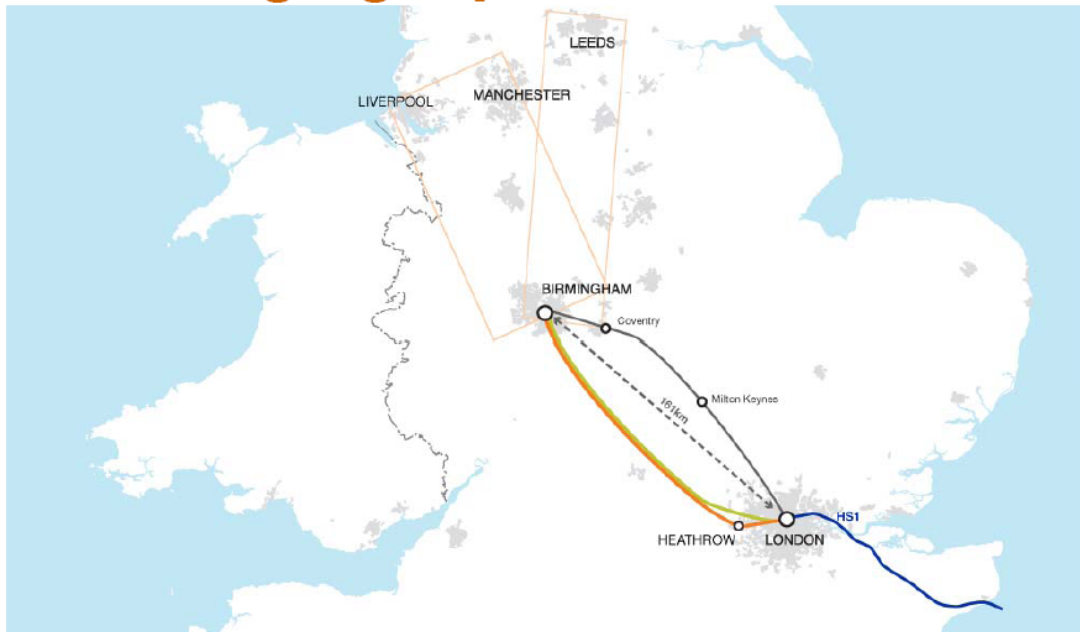 LEEDS
MANCHESTER
LIVERPOOL
BIRMINGHAM
Coventry
Milton Keynes
161km
HS1
HEATHROW
LONDON